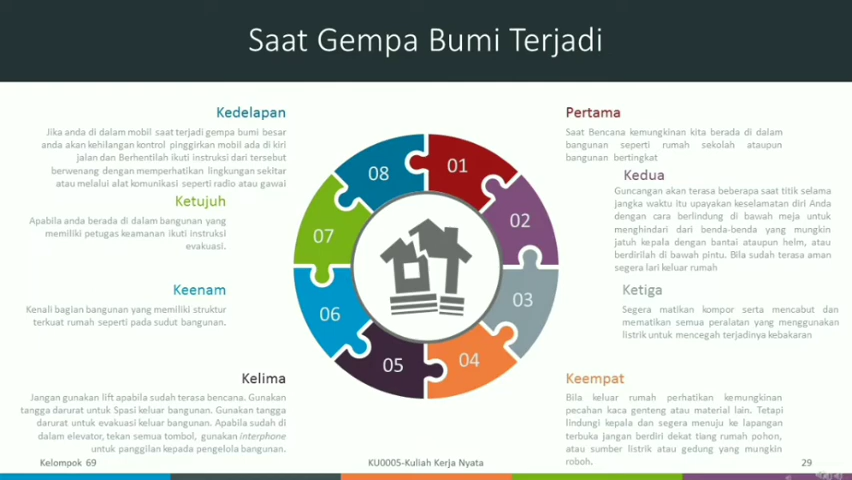 Saat Gempa Bumi Terjadi
Kedelapan
Jika anda di dalam mobil saat terjadi gempa bumi besar
anda akan kehilangan kontrol pinggirkan mobil ada di kiri
jalan dan Berhentilah ikuti instruksi dari tersebut
berwenang dengan memperhatikan lingkungan sekitar
atau melalui alat komunikasi seperti radio atau gawai
Ketujuh
Apabila anda berada di dalam bangunan yang
memiliki petugas keamanan ikuti instruksi
evakuasi.
Keenam
Kenali bagian bangunan yang memiliki struktur
terkuat rumah seperti pada sudut bangunan.
Kelima
Jangan gunakan lift apabila sudah terasa bencana. Gunakan
tangga darurat untuk Spasi keluar bangunan. Gunakan tangga
darurat untuk evakuasi keluar bangunan. Apabila sudah di
dalam elevator, tekan semua tombol, gunakan interphone
untuk panggilan kepada pengelola bangunan.
08
01
07
02
06
03
05
04
Pertama
Saat Bencana kemungkinan kita berada di dalam
bangunan seperti rumah sekolah ataupun
bangunan bertingkat
Kedua
Guncangan akan terasa beberapa saat titik selama
jangka waktu itu upayakan keselamatan diri Anda
dengan cara berlindung di bawah meja untuk
menghindari dari benda-benda yang mungkin
jatuh kepala dengan bantai ataupun helm, atau
berdirilah di bawah pintu. Bila sudah terasa aman
segera lari keluar rumah
Ketiga
Segera matikan kompor serta mencabut dan
mematikan semua peralatan yang menggunakan
listrik untuk mencegah terjadinya kebakaran
Keempat
Bila keluar rumah perhatikan kemungkinan
pecahan kaca genteng atau material lain. Tetapi
lindungi kepala dan segera menuju ke lapangan
terbuka jangan berdiri dekat tiang rumah pohon,
atau sumber listrik atau gedung yang mungkin
roboh.
Kelompok 69
KU0005-Kuliah Kerja Nyata
29